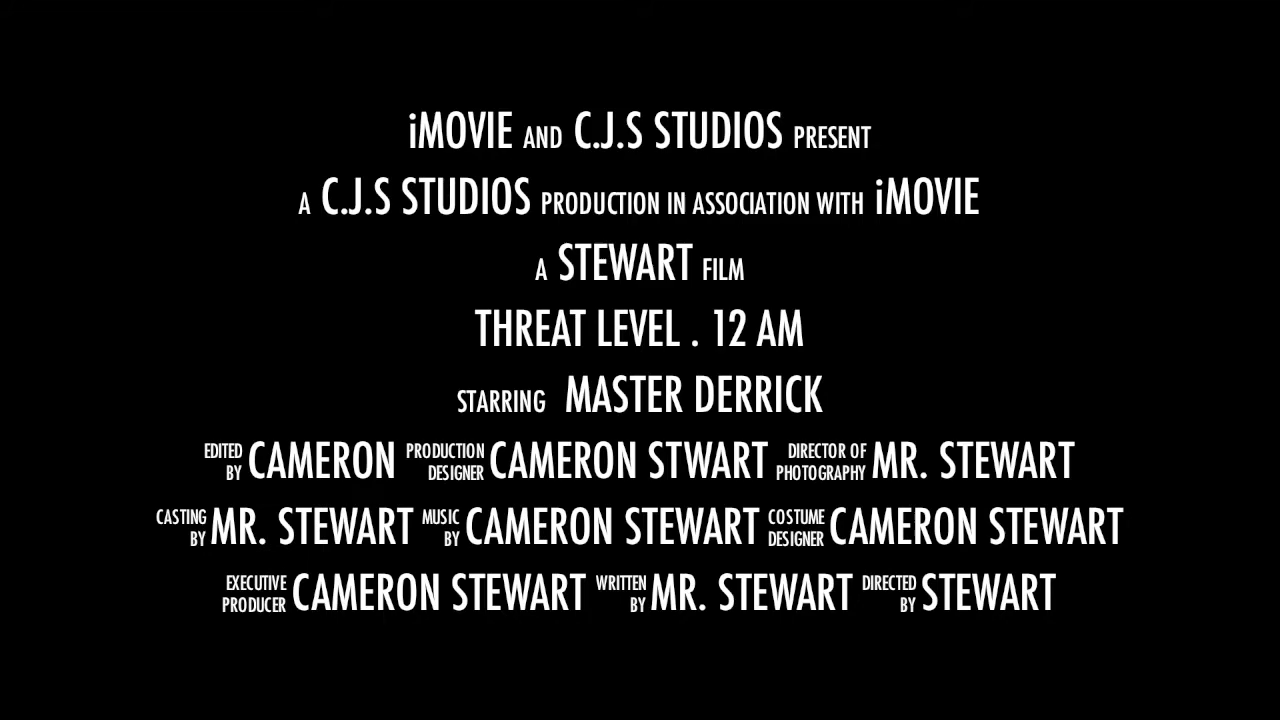 iMOVIE AND C.J.S STUDIOS PRESENT
A C.J.S STUDIOS PRODUCTION IN ASSOCIATION WITH iMOVIE
A STEWART FILM
THREAT LEVEL . 12 AM
STARRING MASTER DERRICK
EDITED BY CAMERON PRODUCTION DESIGNER CAMERON STWART DIRECTOR OF PHOTOGRAPHY MR. STEWART
CASTING BY MR. STEWART MUSIC BY CAMERON STEWART COSTUME DESIGNER CAMERON STEWART
EXECUTIVE PRODUCER CAMERON STEWART WRITTEN BY MR. STEWART DIRECTED BY STEWART